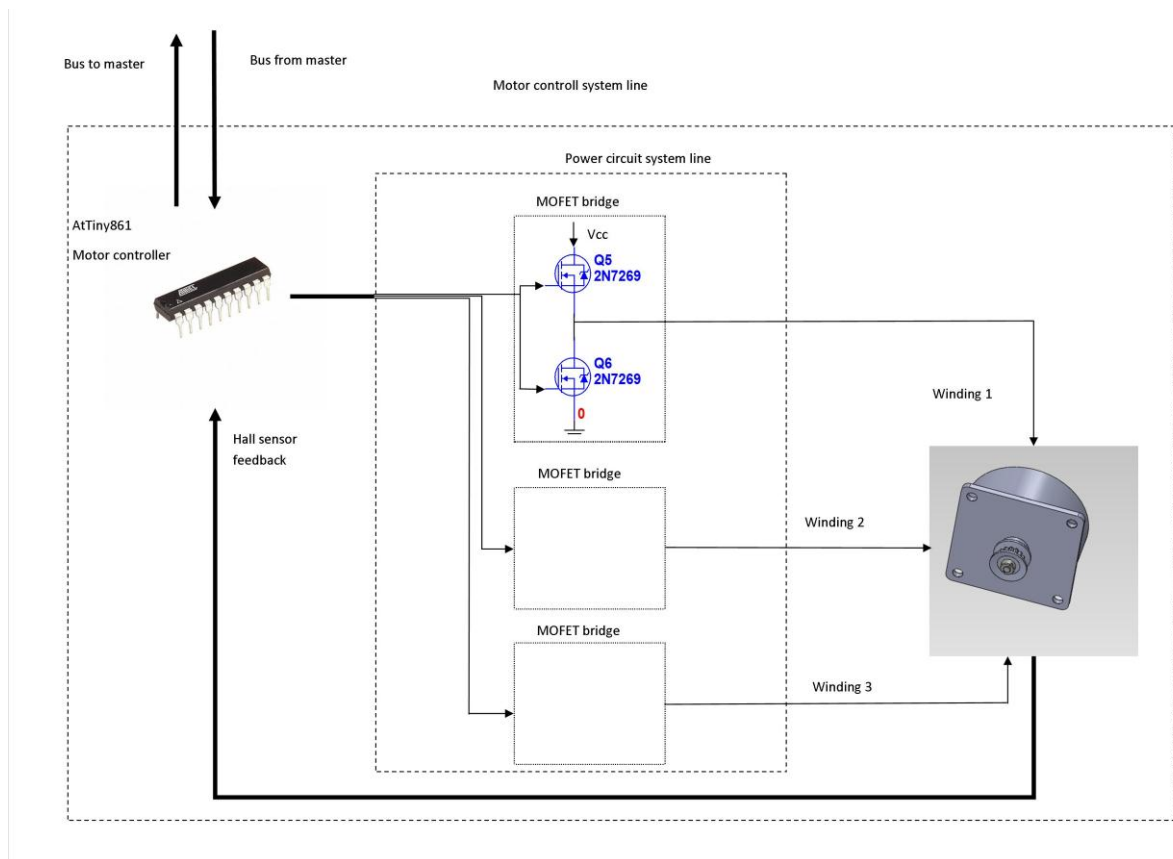 Bus to master
Bus from master
Motor controll system line
Power circuit system line
MOFET bridge
AtTiny861
Motor controller
Vcc
Q5
2N7269
Q6
2N7269
0
Winding 1
Hall sensor
feedback
MOFET bridge
Winding 2
MOFET bridge
Winding 3